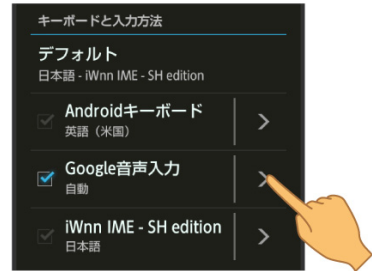 キーボードと入力方法
デフォルト
日本語 - iWnn IME - SH edition
Androidキーボード
英語（米国）
Google音声入力
自動
iWnn IME - SH edition
日本語